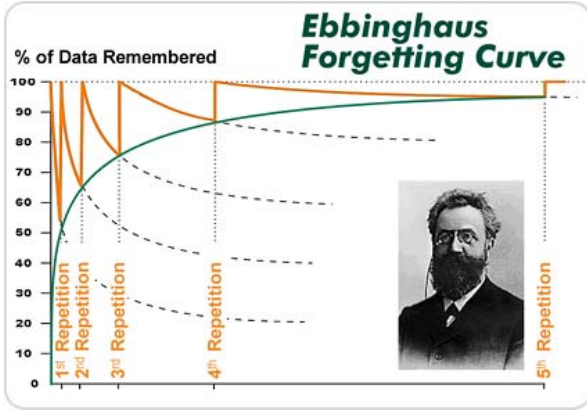 Ebbinghaus
Forgetting Curve
% of Data Remembered
100
90
80
70
60
50
40
30
20
10
0
1st Repetition
2nd Repetition
3rd Repetition
4th Repetition
5th Repetition